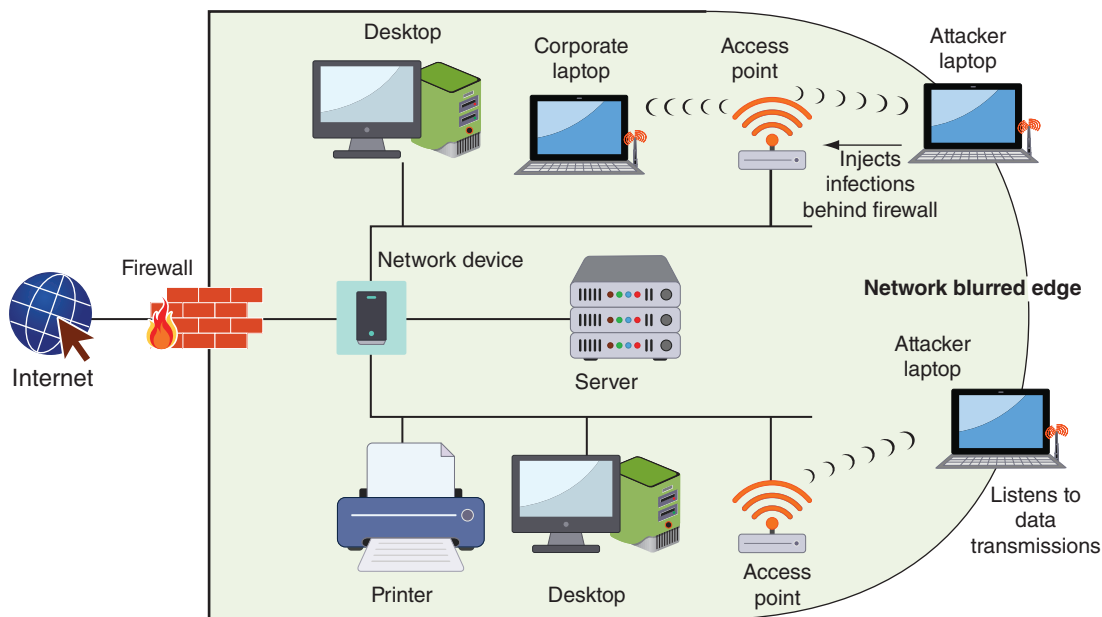 Desktop
Corporate
laptop
Access
point
Attacker
laptop
Injects
infections
behind firewall
Firewall
Network device
Network blurred edge
Internet
Server
Attacker
laptop
Printer
Desktop
Access
point
Listens to
data
transmissions